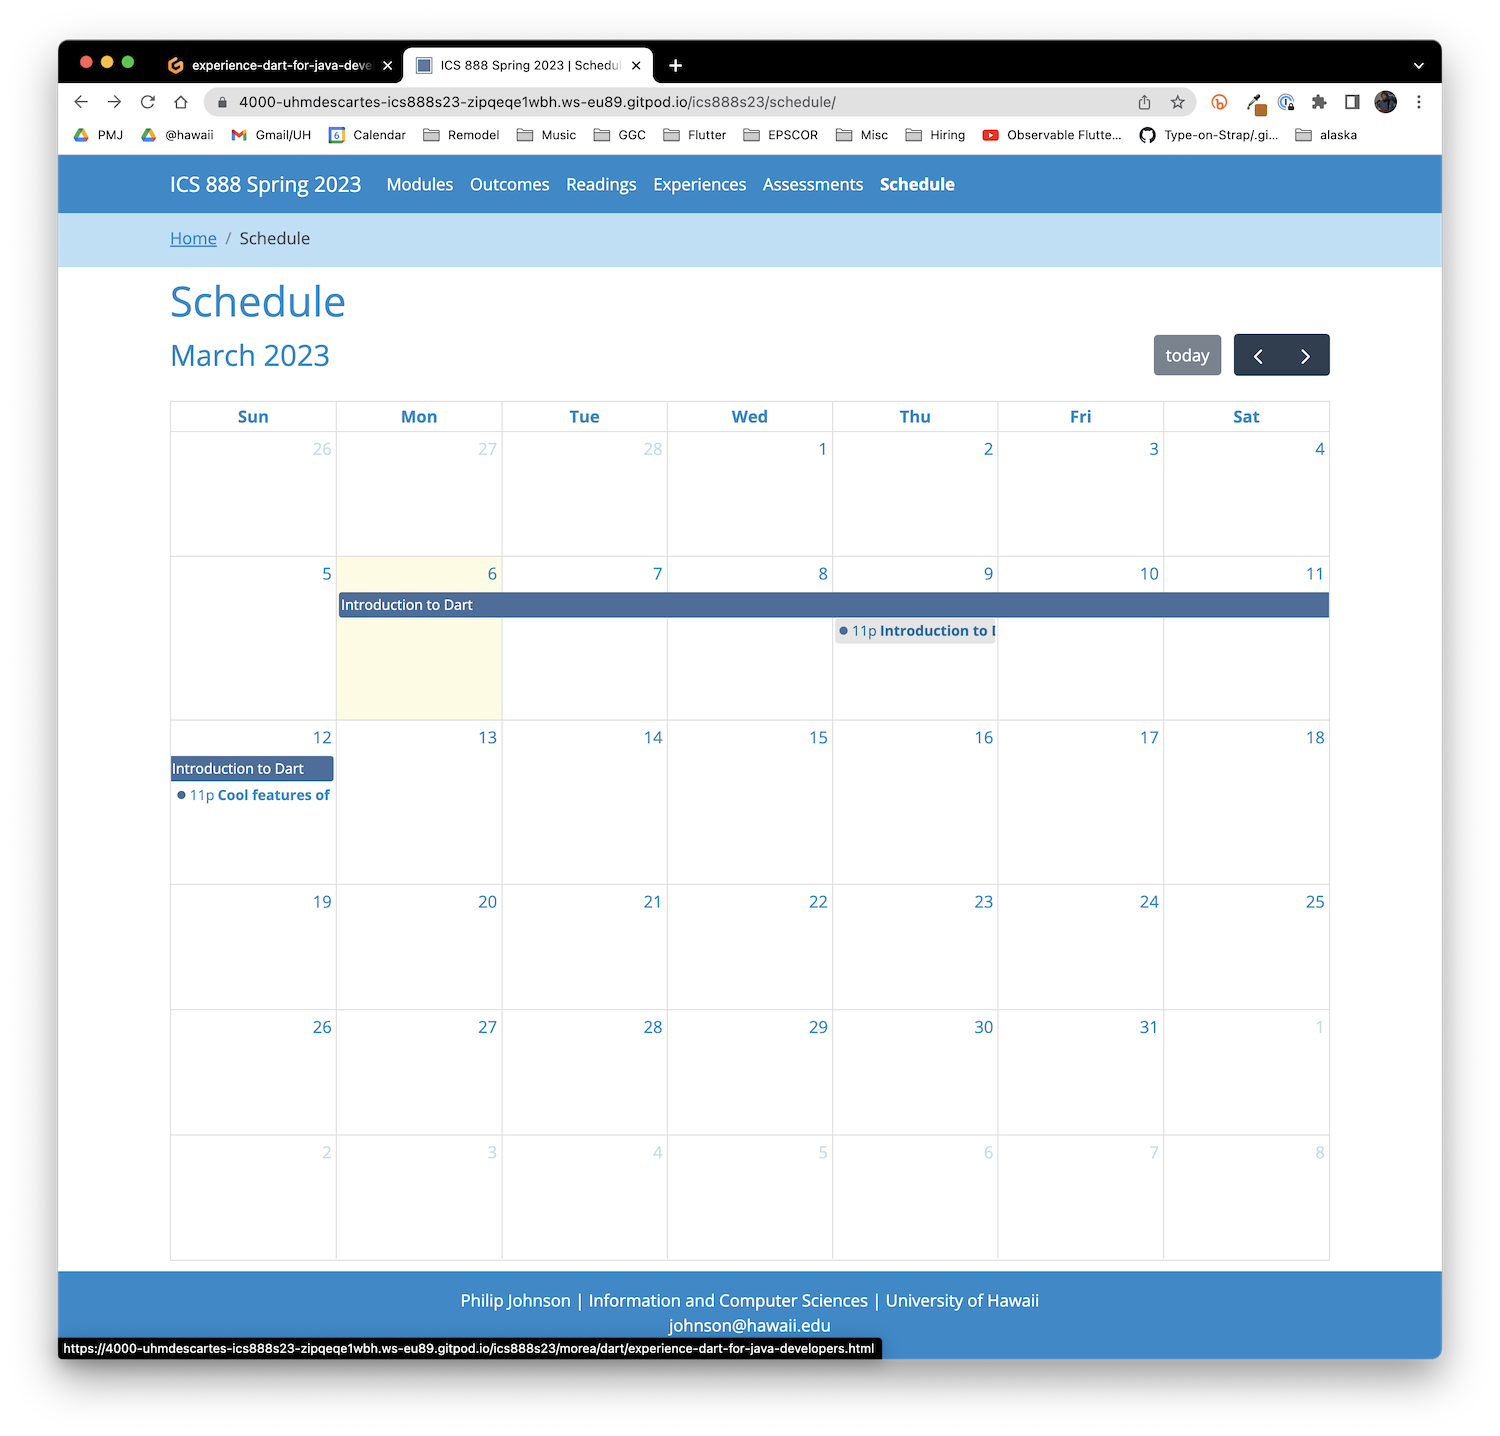 experience-dart-for-java-deve
ICS 888 Spring 2023 | Schedul
4000-uhmdescartes-ics888s23-zipqeqe1wbh.ws-eu89.gitpod.io/ics888s23/schedule/
PMJ @hawaii Gmail/UH 6 Calendar Remodel Music GGC Flutter EPSCOR Misc Hiring Observable Flutte... Type-on-Strap/.gi... alaska
ICS 888 Spring 2023 Modules Outcomes Readings Experiences Assessments Schedule
Home / Schedule
Schedule
March 2023 today
Sun Mon Tue Wed Thu Fri Sat
26 27 28 1 2 3 4
5 6 7 8 9 10 11
Introduction to Dart
11p Introduction to
12 13 14 15 16 17 18
Introduction to Dart
11p Cool features of
19 20 21 22 23 24 25
26 27 28 29 30 31 1
2 3 4 5 6 7 8
Philip Johnson | Information and Computer Sciences | University of Hawaii
johnson@hawaii.edu
https://4000-uhmdescartes-ics888s23-zipqeqe1wbh.ws-eu89.gitpod.io/ics888s23/morea/dart/experience-dart-for-java-developers.html